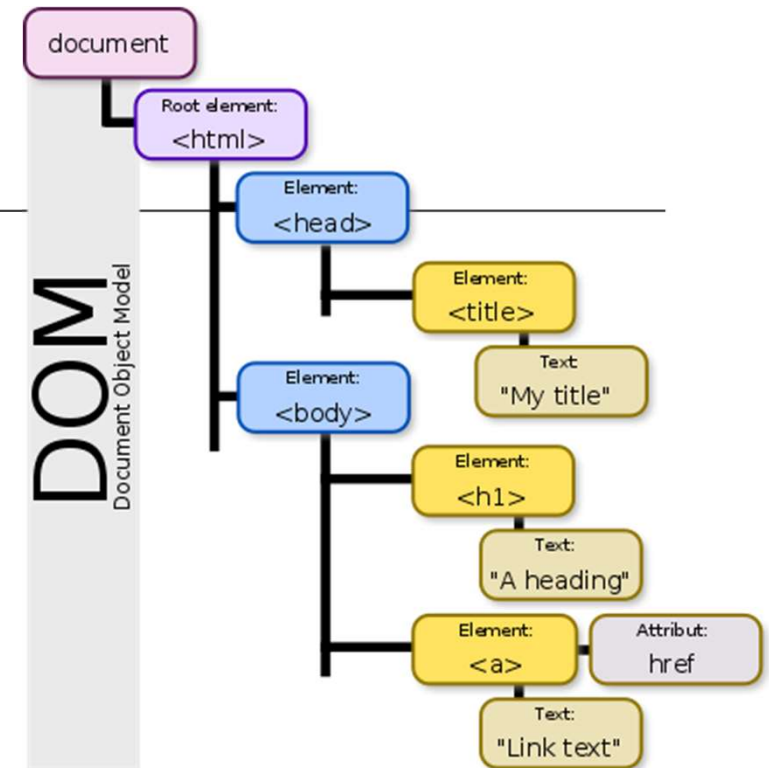 document
Root element:
<html>
Element:
<head>
Element:
<title>
Text
"My title"
DOM
Document Object Model
Element:
<body>
Element:
<h1>
Text:
"A heading"
Element:
<a>
Attribut:
href
Text:
"Link text"